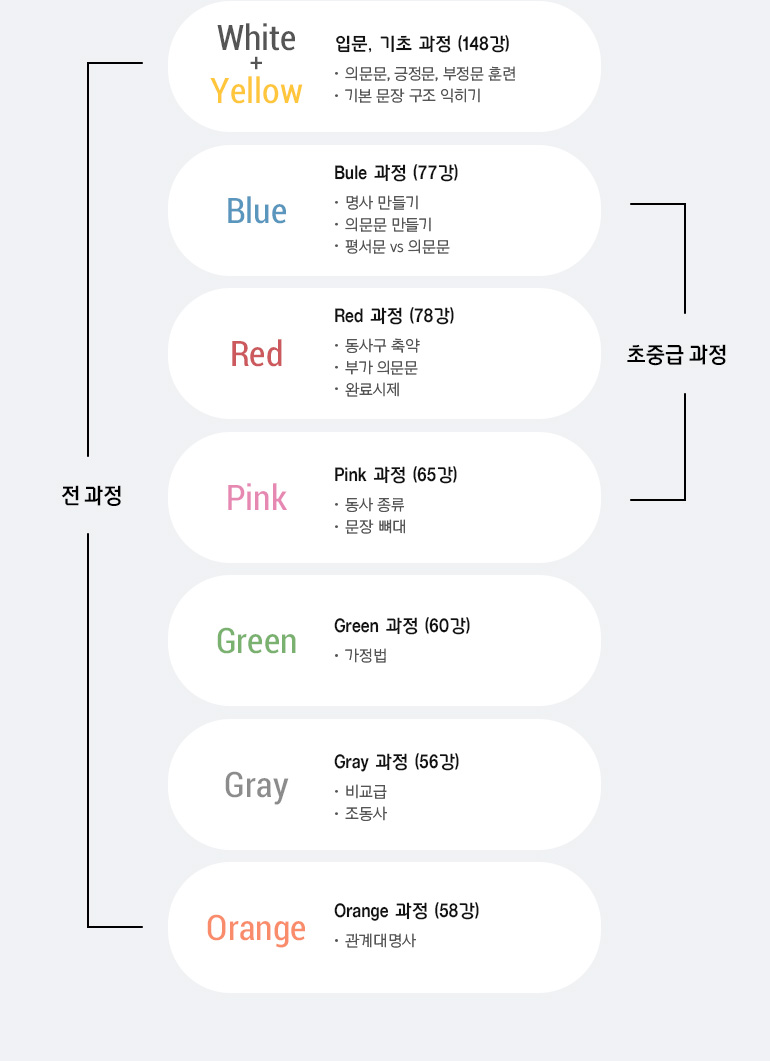 White
+
Yellow
입문, 기초 과정 (148강)
· 의문문, 긍정문, 부정문 훈련
· 기본 문장 구조 익히기
Blue
Bule 과정 (77강)
· 명사 만들기
· 의문문 만들기
· 평서문 vs 의문문
Red
Red 과정 (78강)
· 동사구 축약
· 부가 의문문
· 완료시제
초중급 과정
Pink
Pink 과정 (65강)
· 동사 종류
· 문장 뼈대
전 과정
Green
Green 과정 (60강)
· 가정법
Gray
Gray 과정 (56강)
· 비교급
· 조동사
Orange
Orange 과정 (58강)
· 관계대명사